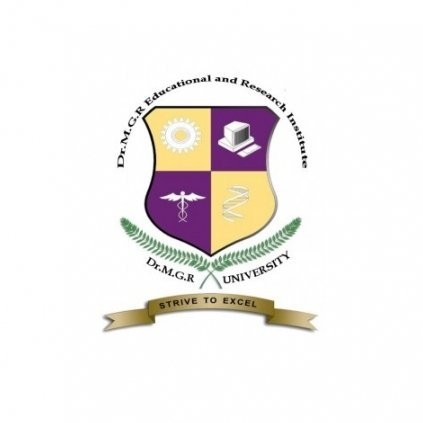 Dr.M.G.R Educational and Research Institute
Dr.M.G.R UNIVERSITY
STRIVE TO EXCEL